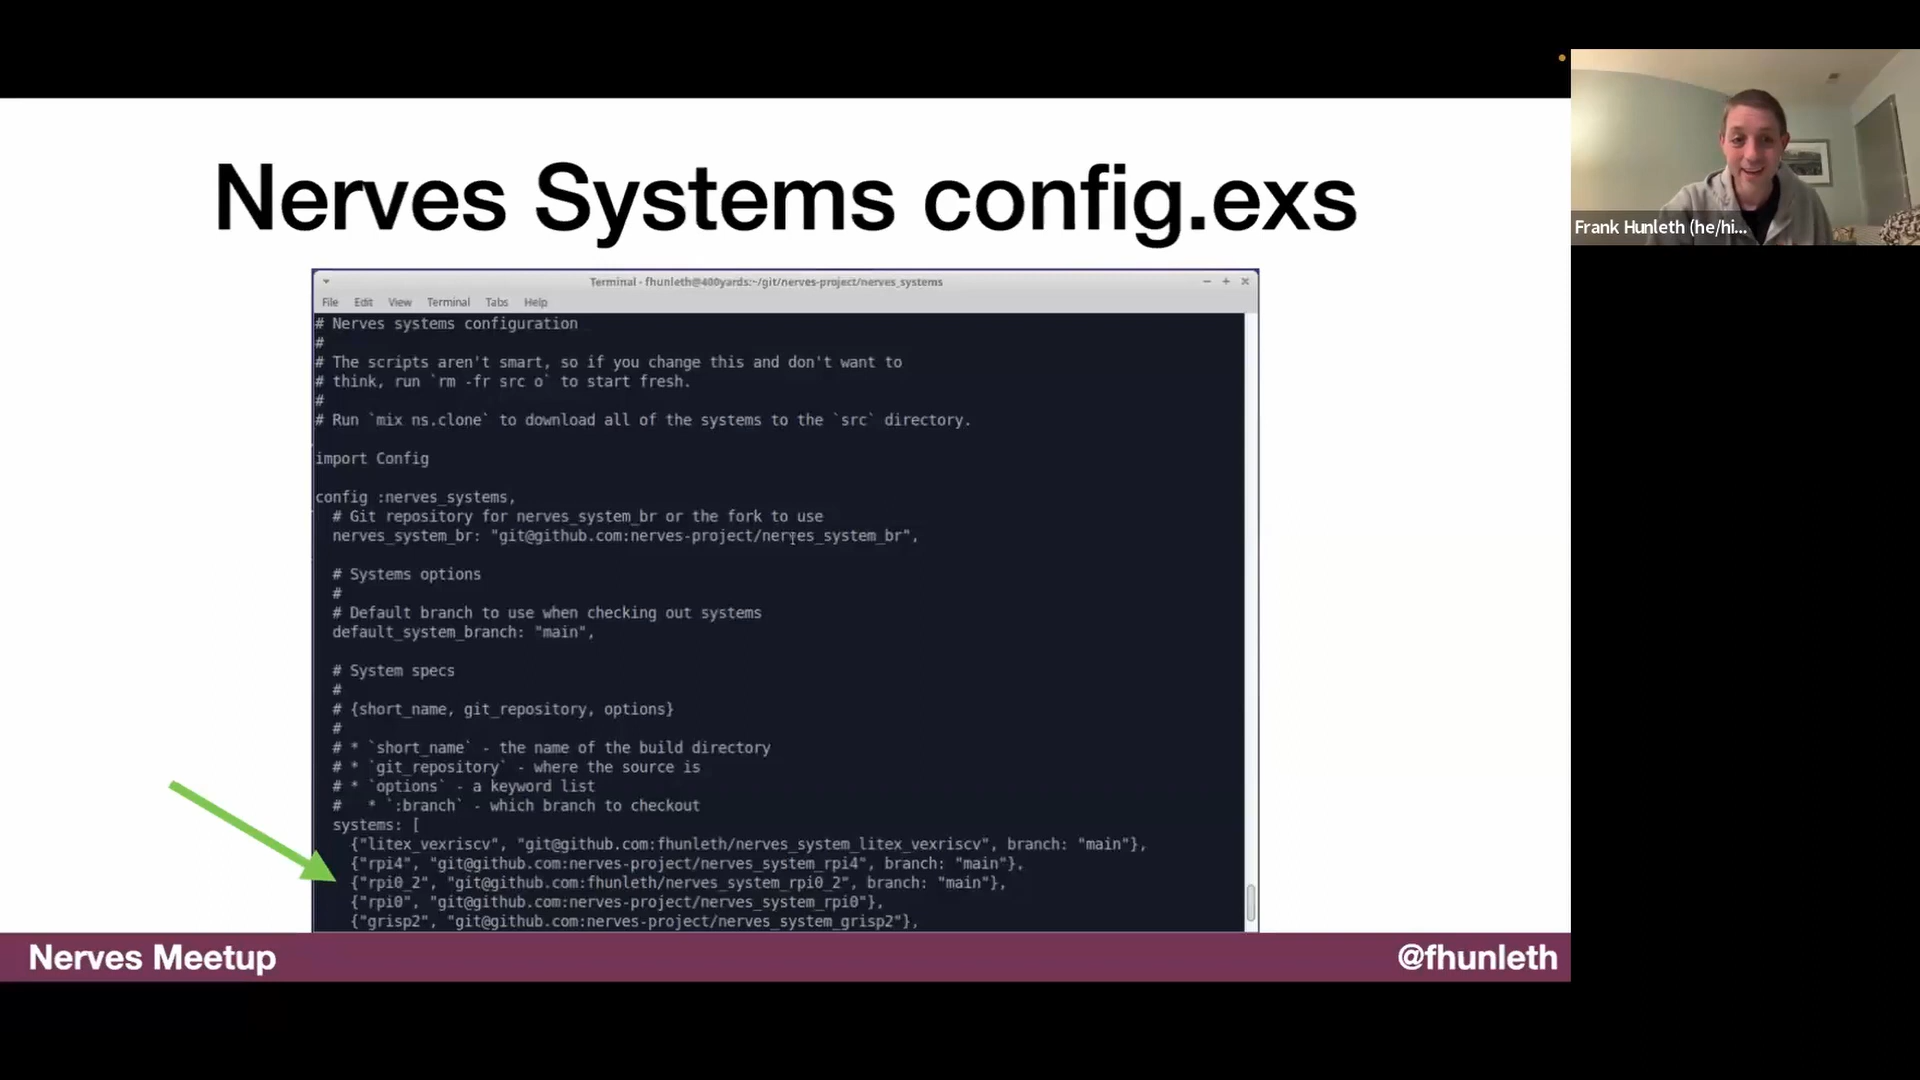 Nerves Systems config.exs
Terminal - fhunleth@400yards:~/git/nerves-project/nerves_systems
File Edit View Terminal Tabs Help
# Nerves systems configuration
#
# The scripts aren't smart, so if you change this and don't want to
# think, run `rm -fr src o` to start fresh.
#
# Run `mix ns.clone` to download all of the systems to the `src` directory.
import Config
config :nerves_systems,
# Git repository for nerves_system_br or the fork to use
nerves_system_br: "git@github.com:nerves-project/nerves_system_br",
# Systems options
#
# Default branch to use when checking out systems
default_system_branch: "main",
# System specs
#
# {short_name, git_repository, options}
#
# * `short_name` - the name of the build directory
# * `git_repository` - where the source is
# * `options` - a keyword list
#   * `:branch` - which branch to checkout
systems: [
{"litex_vexriscv", "git@github.com:fhunleth/nerves_system_litex_vexriscv", branch: "main"},
{"rpi4", "git@github.com:nerves-project/nerves_system_rpi4", branch: "main"},
{"rpi0_2", "git@github.com:fhunleth/nerves_system_rpi0_2", branch: "main"},
{"rpi0", "git@github.com:nerves-project/nerves_system_rpi0"},
{"grisp2", "git@github.com:nerves-project/nerves_system_grisp2"},
Nerves Meetup
@fhunleth
Frank Hunleth (he/hi...